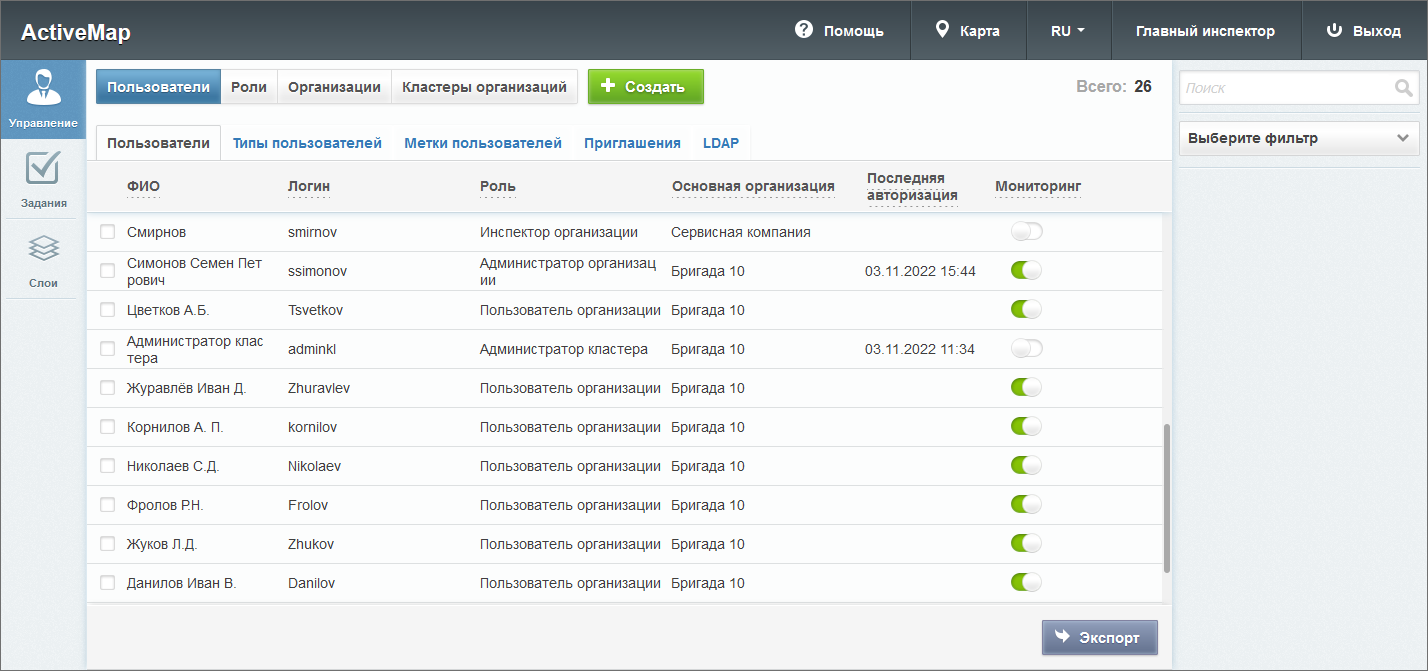 ActiveMap
Помощь
Карта
RU
Главный инспектор
Выход
Управление
Задания
Слои
Пользователи Роли Организации Кластеры организаций Создать Всего: 26
Пользователи Типы пользователей Метки пользователей Приглашения LDAP
ФИО Логин Роль Основная организация Последняя авторизация Мониторинг
Смирнов smirnov Инспектор организации Сервисная компания
Симонов Семен Пет
рович
ssimonov
Администратор организац
ии
Бригада 10 03.11.2022 15:44
Цветков А.Б. Tsvetkov Пользователь организации Бригада 10
Администратор клас
тера
adminkl Администратор кластера Бригада 10 03.11.2022 11:34
Журавлёв Иван Д. Zhuravlev Пользователь организации Бригада 10
Корнилов А. П. kornilov Пользователь организации Бригада 10
Николаев С.Д. Nikolaev Пользователь организации Бригада 10
Фролов Р.Н. Frolov Пользователь организации Бригада 10
Жуков Л.Д. Zhukov Пользователь организации Бригада 10
Данилов Иван В. Danilov Пользователь организации Бригада 10
Экспорт
Поиск
Выберите фильтр